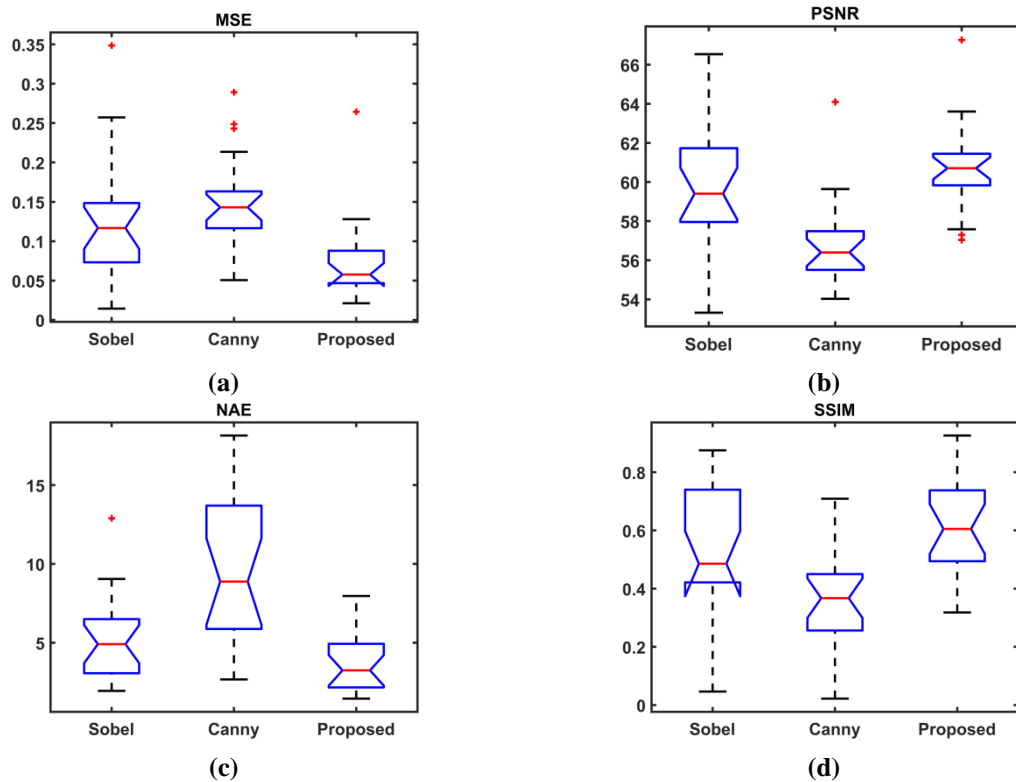 MSE
0.35
0.3
0.25
0.2
0.15
0.1
0.05
0
Sobel Canny Proposed
(a)
PSNR
66
64
62
60
58
56
54
Sobel Canny Proposed
(b)
NAE
15
10
5
Sobel Canny Proposed
(c)
SSIM
0.8
0.6
0.4
0.2
0
Sobel Canny Proposed
(d)